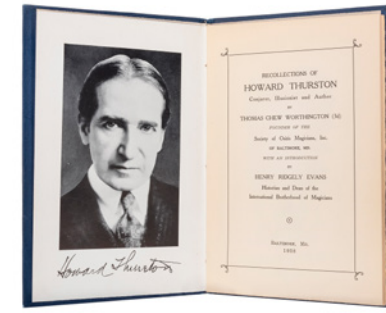 Howard Thurston
RECOLLECTIONS OF
HOWARD THURSTON
Conjurer, Illusionist and Author
BY
THOMAS CHEW WORTHINGTON (3d)
FOUNDER OF THE
Society of Osiris Magicians, Inc.
OF BALTIMORE, MD.
WITH AN INTRODUCTION
BY
HENRY RIDGELY EVANS
Historian and Dean of the
International Brotherhood of Magicians
BALTIMORE, MD.